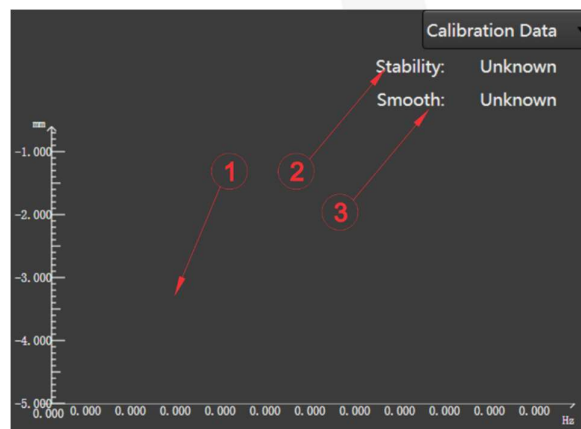 Calibration Data
Stability: Unknown
Smooth: Unknown
mm
-1.000
1
2
3
-2.000
-3.000
-4.000
-5.000
0.000 0.000 0.000 0.000 0.000 0.000 0.000 0.000 0.000 0.000 0.000 0.000
Hz